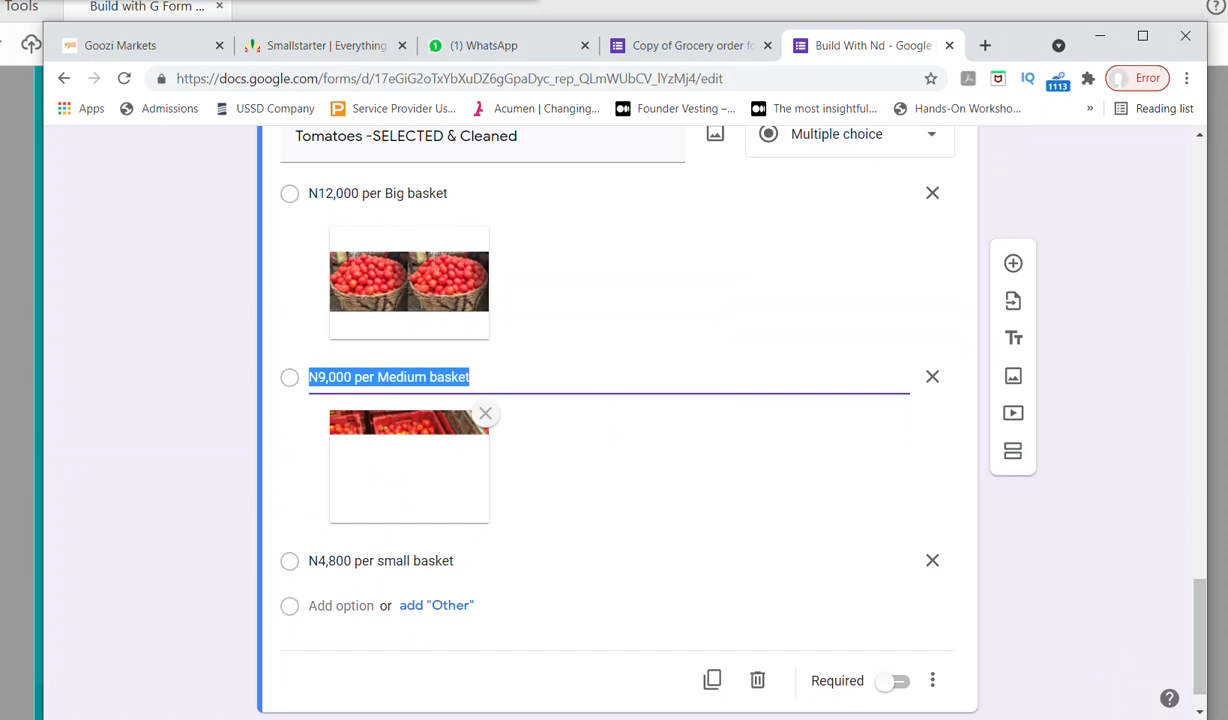 Tools
Build with G Form ...
Goozi Markets
Smallstarter | Everything
(1) WhatsApp
Copy of Grocery order fo
Build With Nd - Google
https://docs.google.com/forms/d/17eGiG2oTxYbXuDZ6gGpaDyc_rep_QLmWUbCV_lYzMj4/edit
IQ
1113
Error
Apps
Admissions
USSD Company
Service Provider Us...
Acumen | Changing...
Founder Vesting –...
The most insightful...
Hands-On Worksho...
»
Reading list
Tomatoes -SELECTED & Cleaned
Multiple choice
N12,000 per Big basket
N9,000 per Medium basket
N4,800 per small basket
Add option or add "Other"
Required